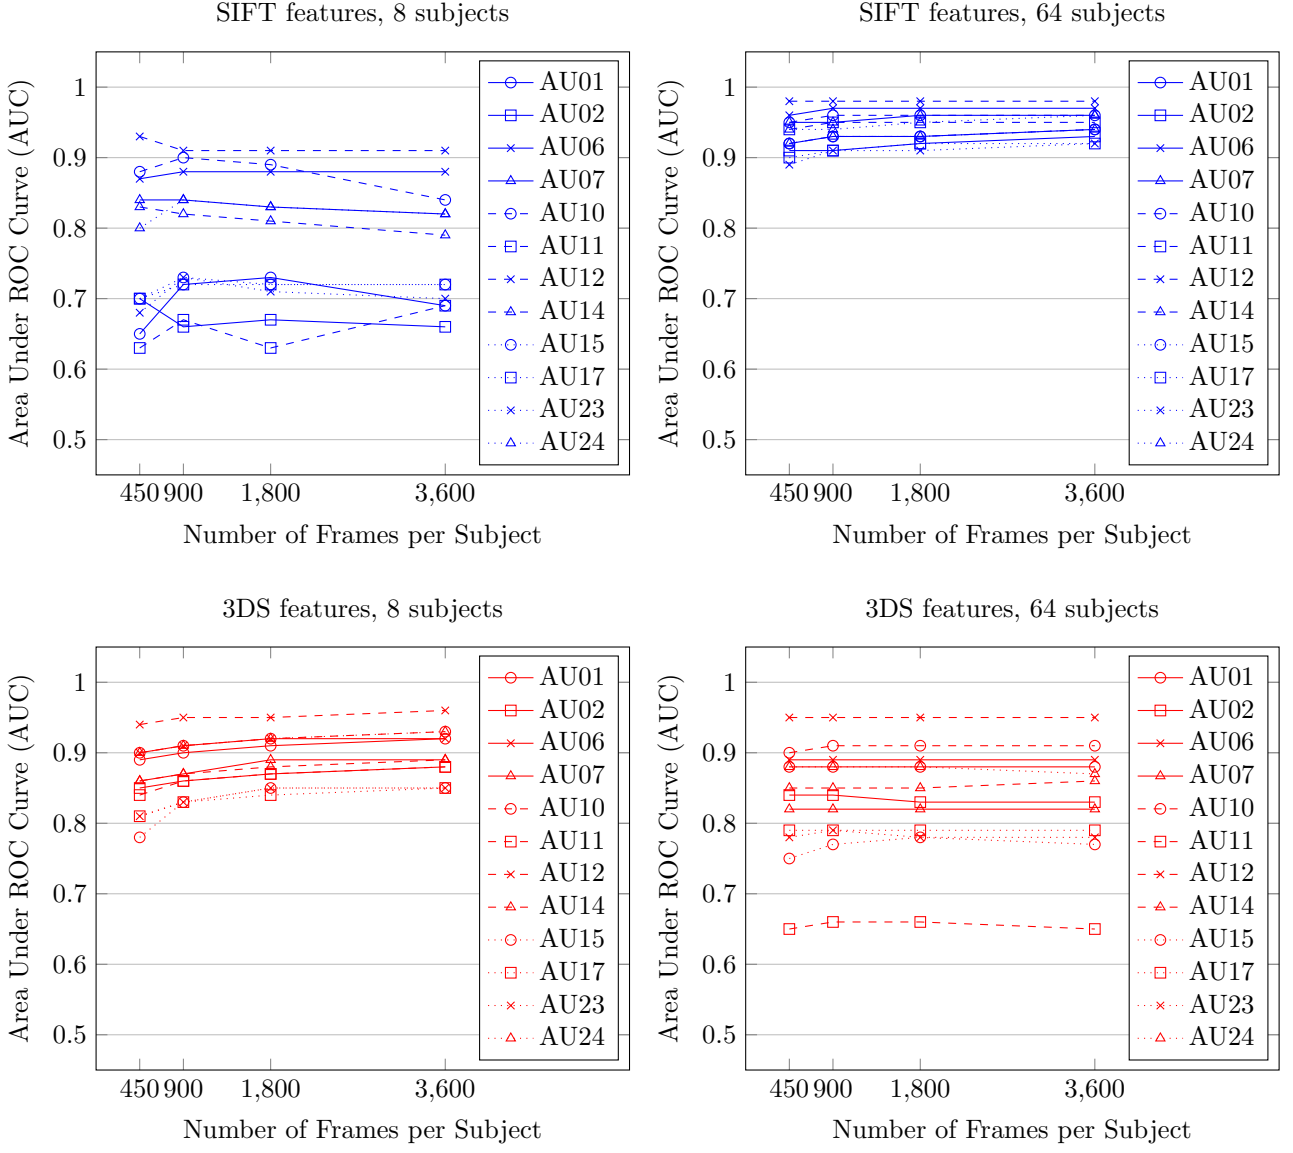 SIFT features, 8 subjects
Area Under ROC Curve (AUC)
1
0.9
0.8
0.7
0.6
0.5
450 900 1,800 3,600
Number of Frames per Subject
AU01
AU02
AU06
AU07
AU10
AU11
AU12
AU14
AU15
AU17
AU23
AU24
SIFT features, 64 subjects
Area Under ROC Curve (AUC)
1
0.9
0.8
0.7
0.6
0.5
450 900 1,800 3,600
Number of Frames per Subject
AU01
AU02
AU06
AU07
AU10
AU11
AU12
AU14
AU15
AU17
AU23
AU24
3DS features, 8 subjects
Area Under ROC Curve (AUC)
1
0.9
0.8
0.7
0.6
0.5
450 900 1,800 3,600
Number of Frames per Subject
AU01
AU02
AU06
AU07
AU10
AU11
AU12
AU14
AU15
AU17
AU23
AU24
3DS features, 64 subjects
Area Under ROC Curve (AUC)
1
0.9
0.8
0.7
0.6
0.5
450 900 1,800 3,600
Number of Frames per Subject
AU01
AU02
AU06
AU07
AU10
AU11
AU12
AU14
AU15
AU17
AU23
AU24